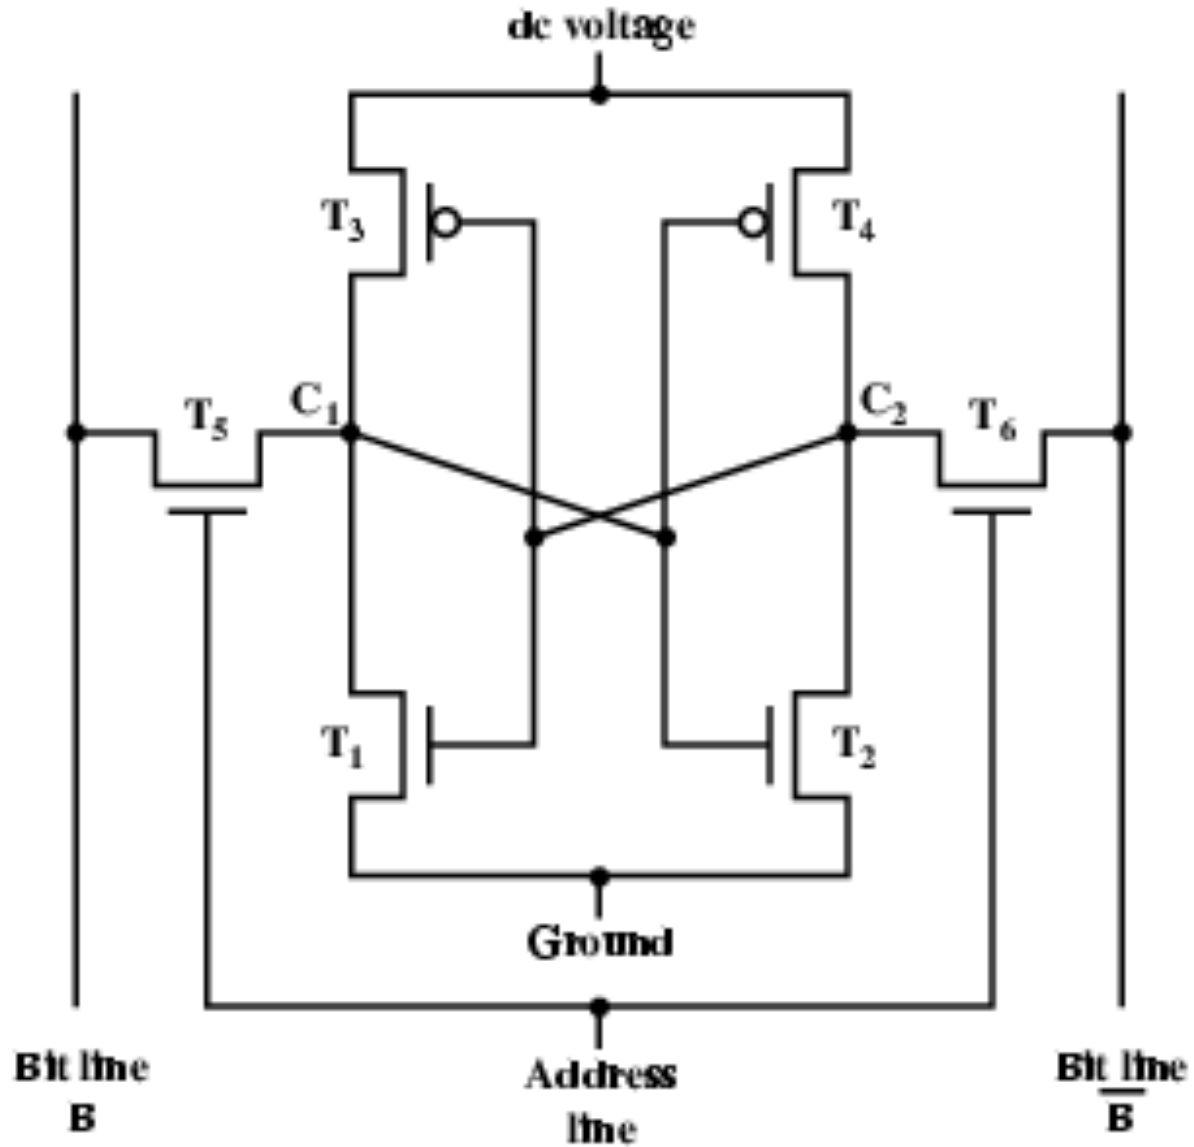 dc voltage
T3
T4
T5
C1
C2
T6
T1
T2
Ground
Bit line
B
Address
line
Bit line
B̅